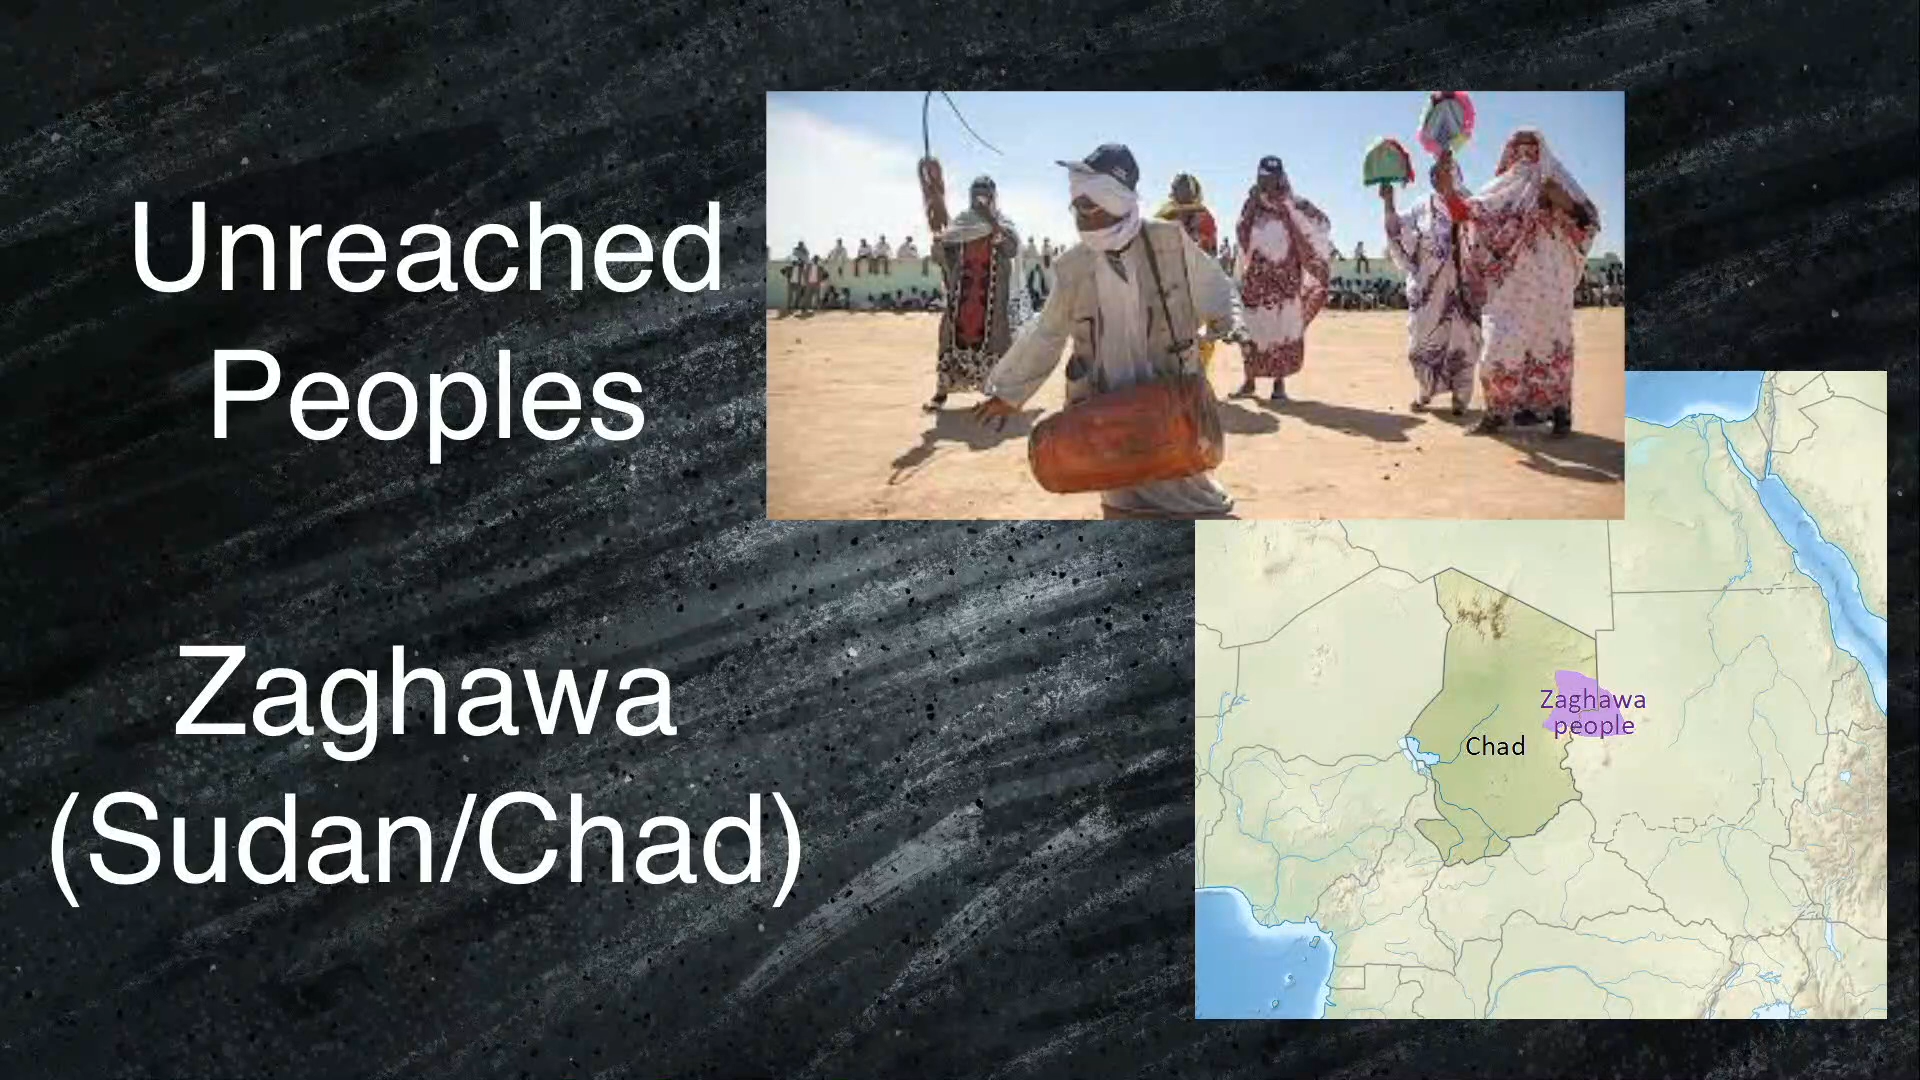 Unreached
Peoples
Zaghawa
(Sudan/Chad)
Zaghawa
people
Chad